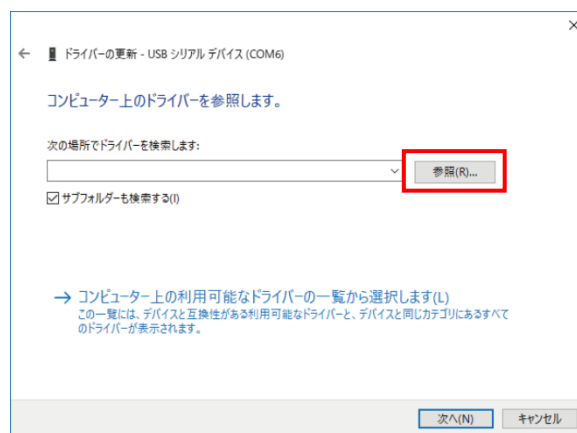 ドライバーの更新 - USB シリアル デバイス (COM6)
コンピューター上のドライバーを参照します。
次の場所でドライバーを検索します:
参照(R)...
サブフォルダーも検索する(I)
コンピューター上の利用可能なドライバーの一覧から選択します(L)
この一覧には、デバイスと互換性がある利用可能なドライバーと、デバイスと同じカテゴリにあるすべて
のドライバーが表示されます。
次へ(N)
キャンセル